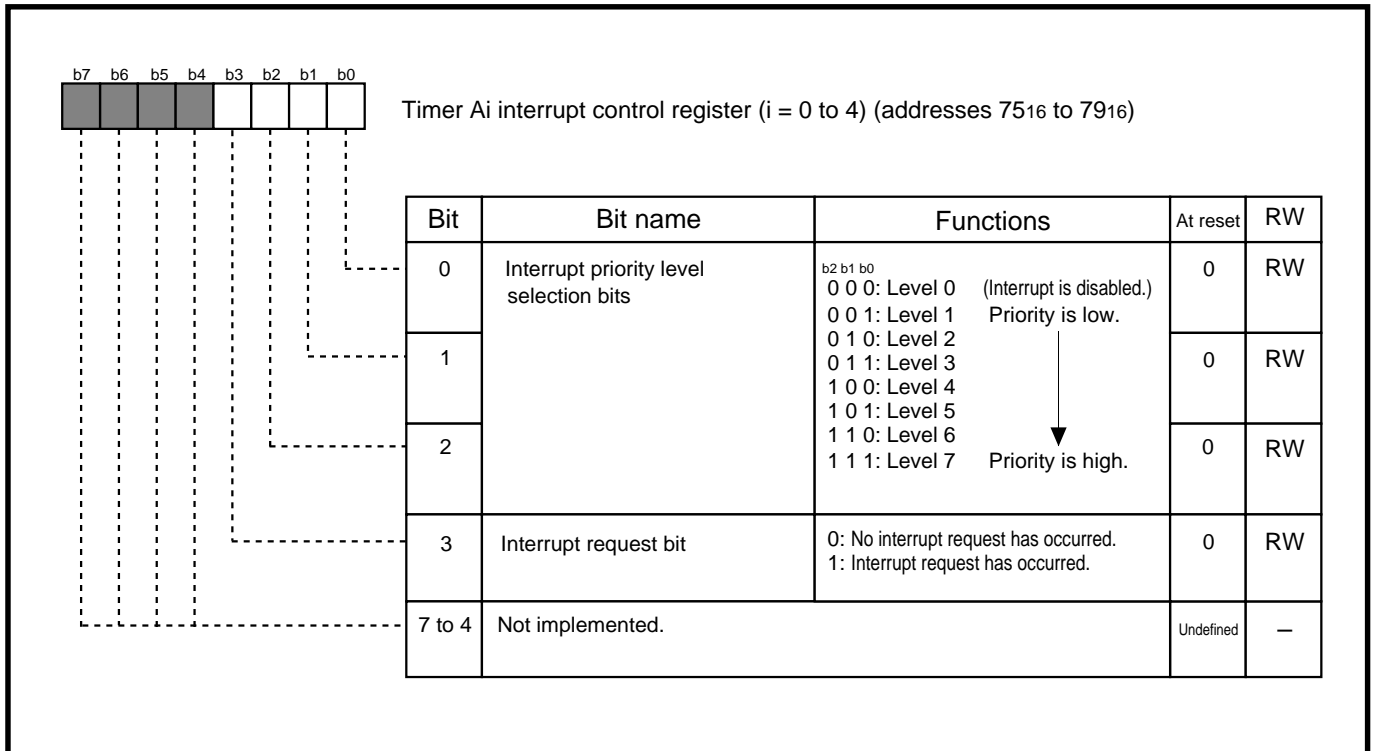 b7 b6 b5 b4 b3 b2 b1 b0
Timer Ai interrupt control register (i = 0 to 4) (addresses 7516 to 7916)
Bit Bit name Functions At reset RW
0 Interrupt priority level selection bits 0 RW
b2 b1 b0
0 0 0: Level 0 (Interrupt is disabled.)
0 0 1: Level 1 Priority is low.
0 1 0: Level 2
0 1 1: Level 3
1 0 0: Level 4
1 0 1: Level 5
1 1 0: Level 6
1 1 1: Level 7 Priority is high.
1 0 RW
2 0 RW
3 Interrupt request bit 0: No interrupt request has occurred. 0 RW
1: Interrupt request has occurred.
7 to 4 Not implemented. Undefined –